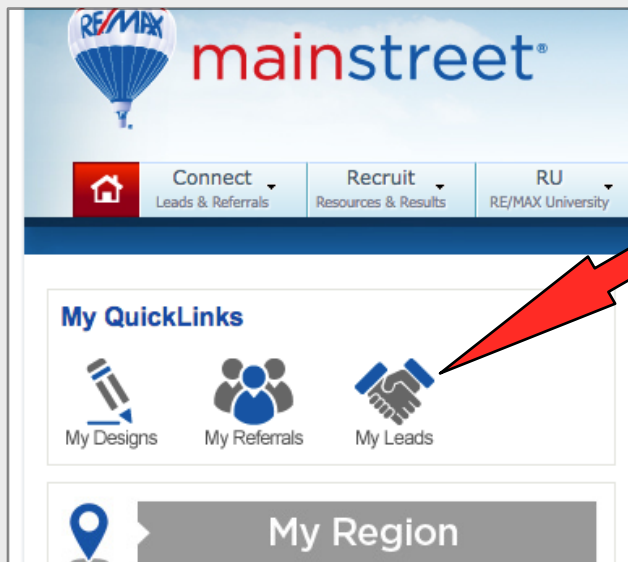 RE/MAX
mainstreet®
Connect Recruit RU
Leads & Referrals Resources & Results RE/MAX University
My QuickLinks
My Designs My Referrals My Leads
My Region